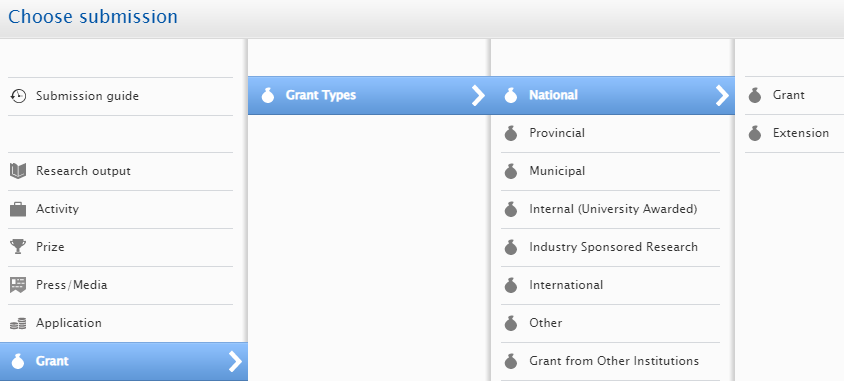 Choose submission
Submission guide
Research output
Activity
Prize
Press/Media
Application
Grant
Grant Types
National
Provincial
Municipal
Internal (University Awarded)
Industry Sponsored Research
International
Other
Grant from Other Institutions
Grant
Extension